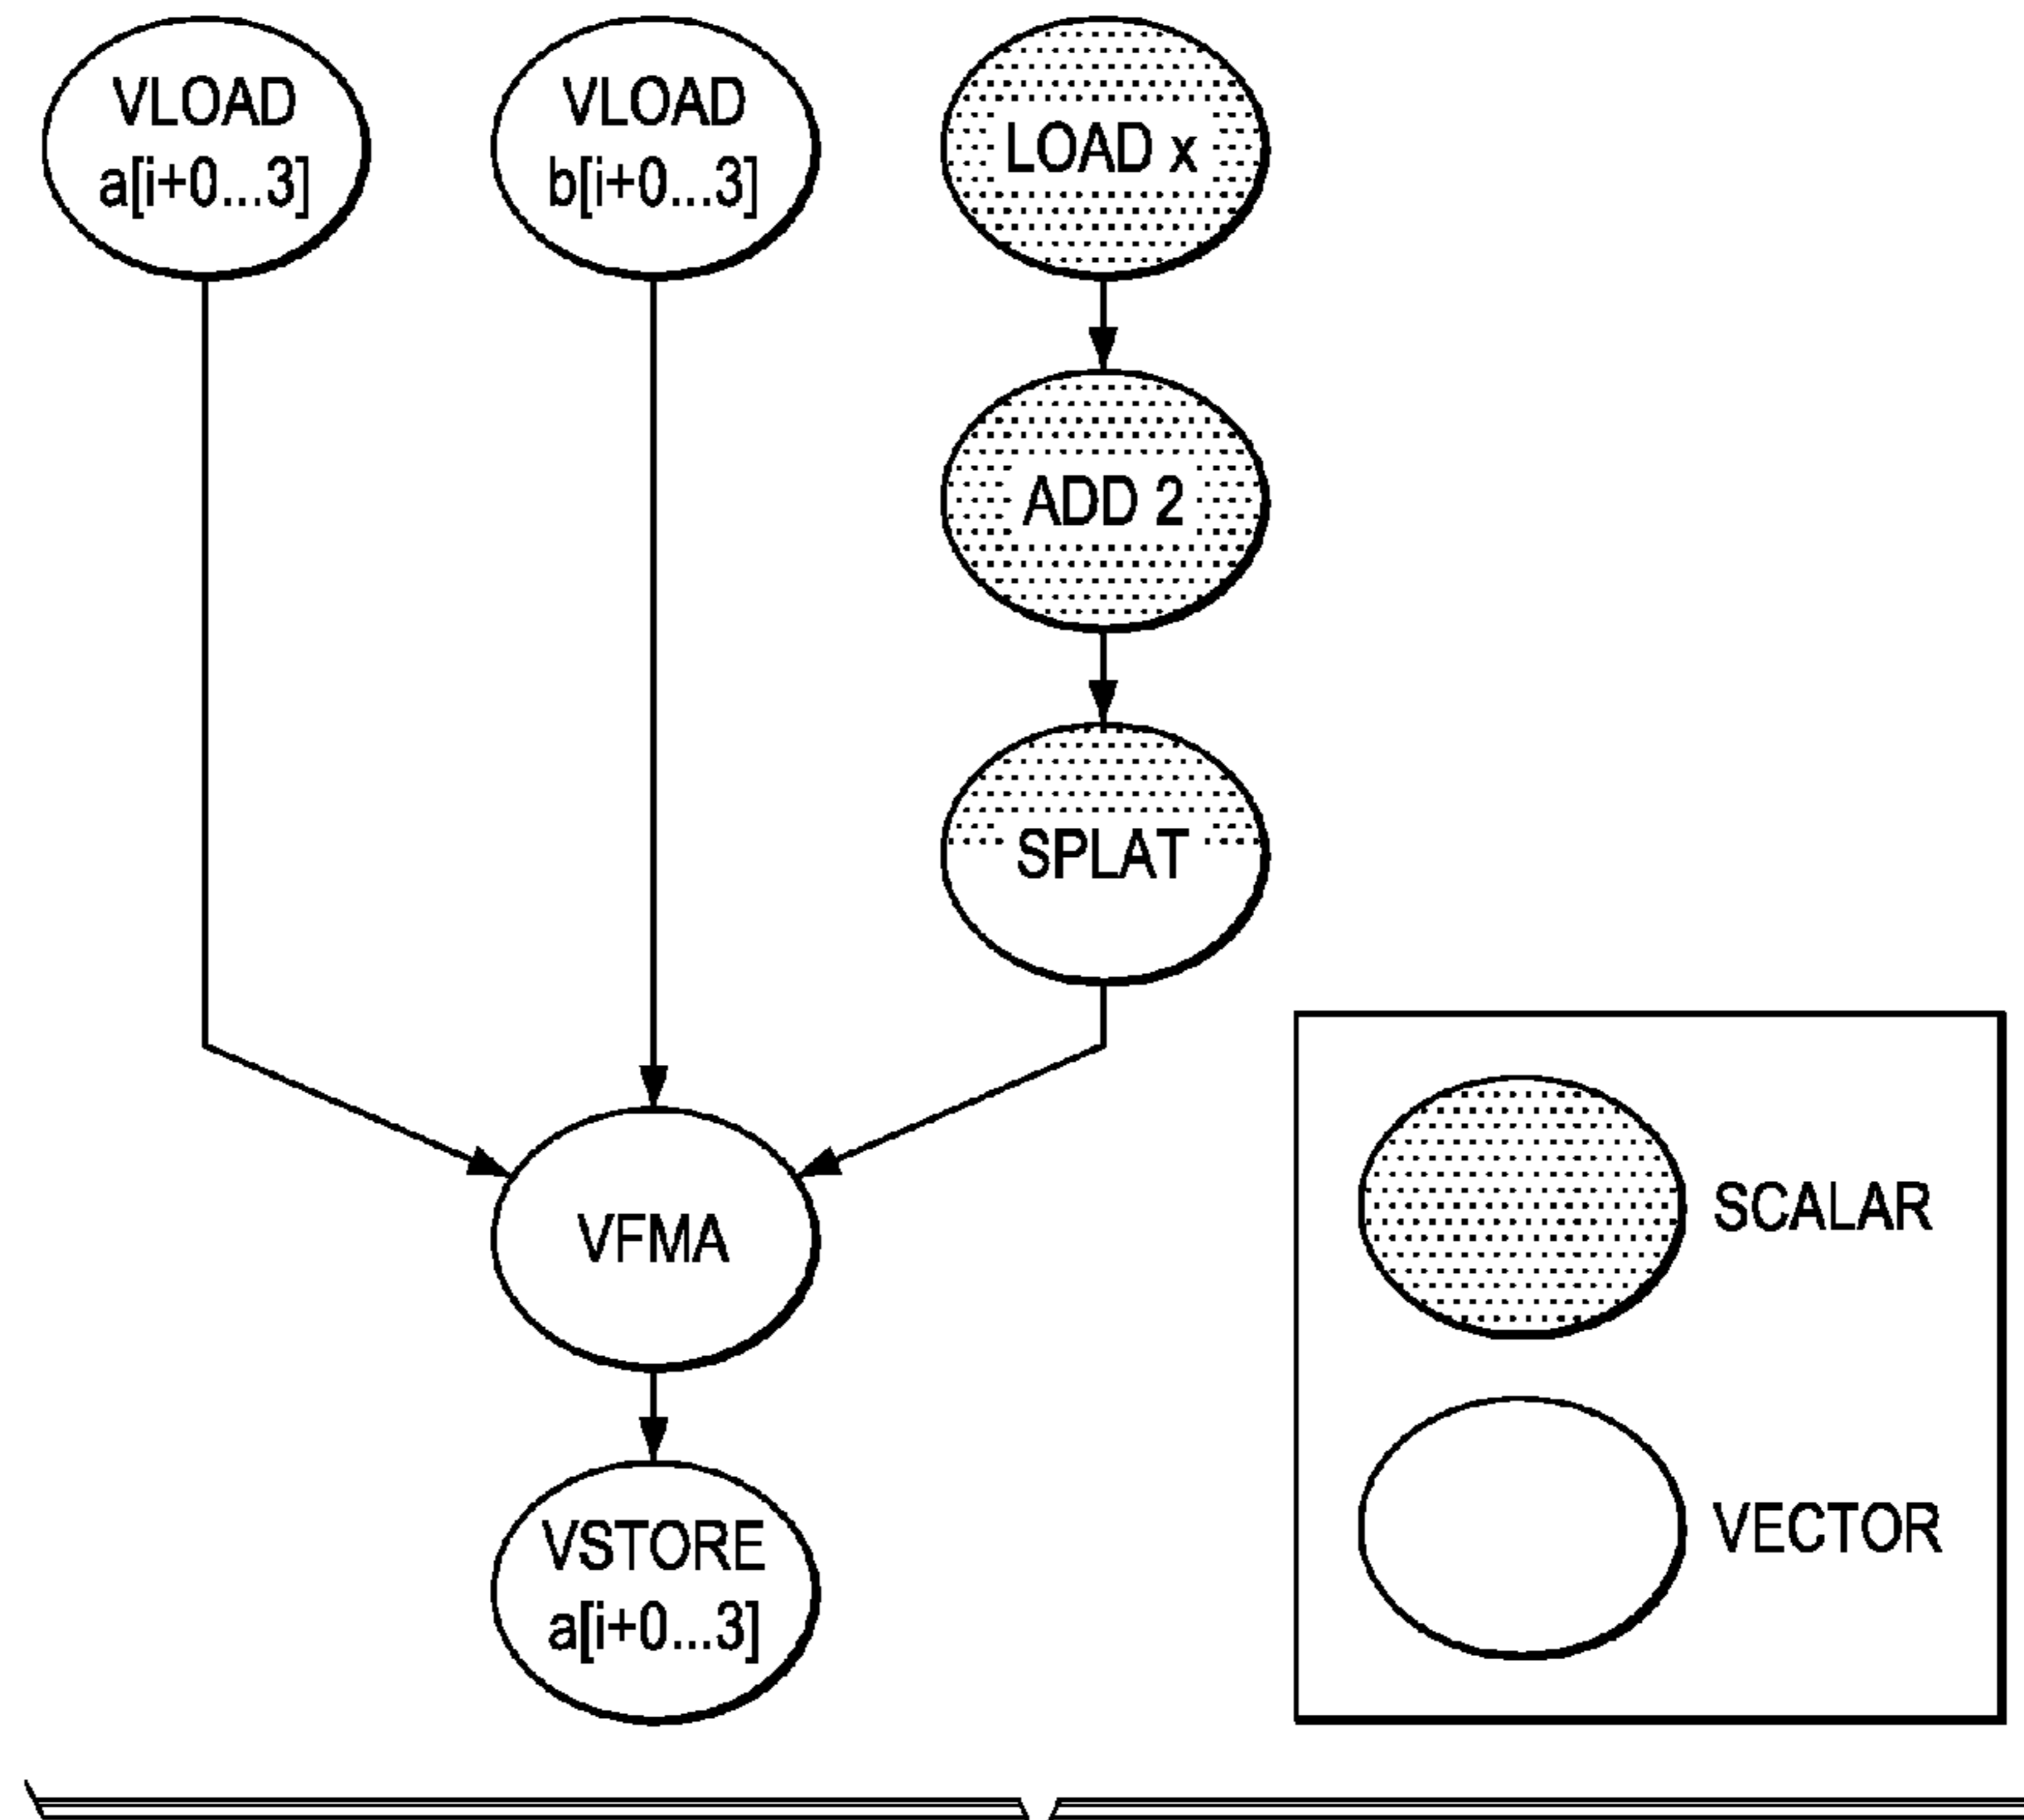 VLOAD
a[i+0...3]
VLOAD
b[i+0...3]
LOAD x
ADD 2
SPLAT
VFMA
VSTORE
a[i+0...3]
SCALAR
VECTOR